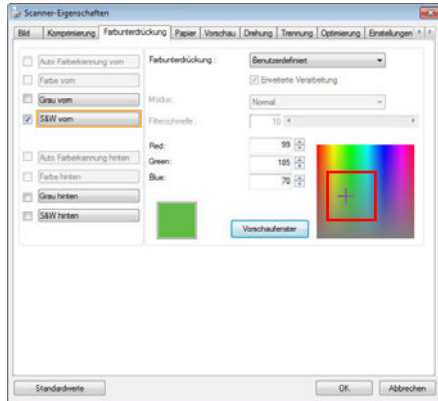 Scanner-Eigenschaften
Bild Komprimierung Farbunterdrückung Papier Vorschau Drehung Trennung Optimierung Einstellungen
Auto Farberkennung vorn Farbunterdrückung : Benutzerdefiniert
Farbe vorn Erweiterte Verarbeitung
Grau vorn Modus: Normal
S&W vorn Filterschwelle : 10
Red: 99
Auto Farberkennung hinten Green: 185
Farbe hinten Blue: 70
Grau hinten
S&W hinten
Vorschaufenster
Standardwerte OK Abbrechen